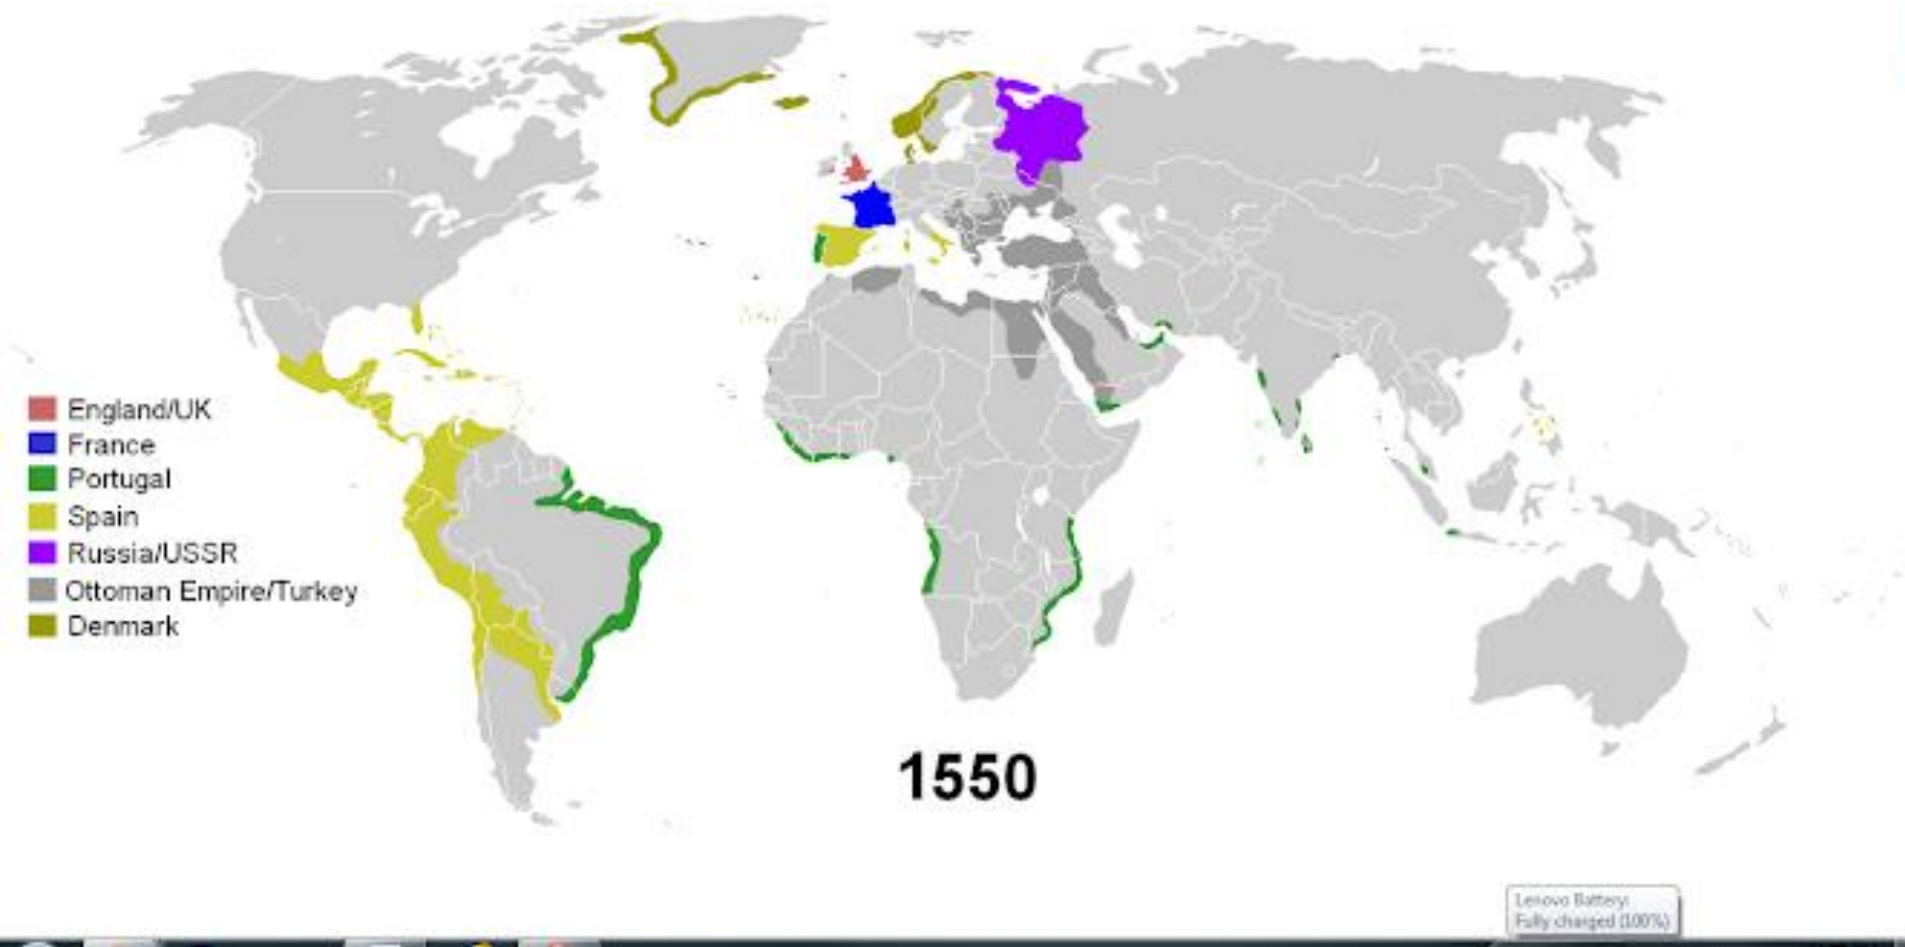 England/UK
France
Portugal
Spain
Russia/USSR
Ottoman Empire/Turkey
Denmark
1550
Lenovo Battery:
Fully charged (100%)